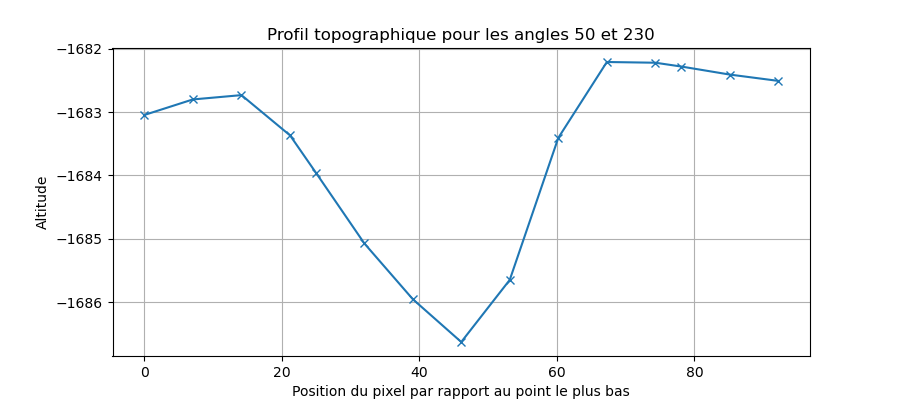 Profil topographique pour les angles 50 et 230
−1682
−1683
−1684
−1685
−1686
Altitude
0 20 40 60 80
Position du pixel par rapport au point le plus bas